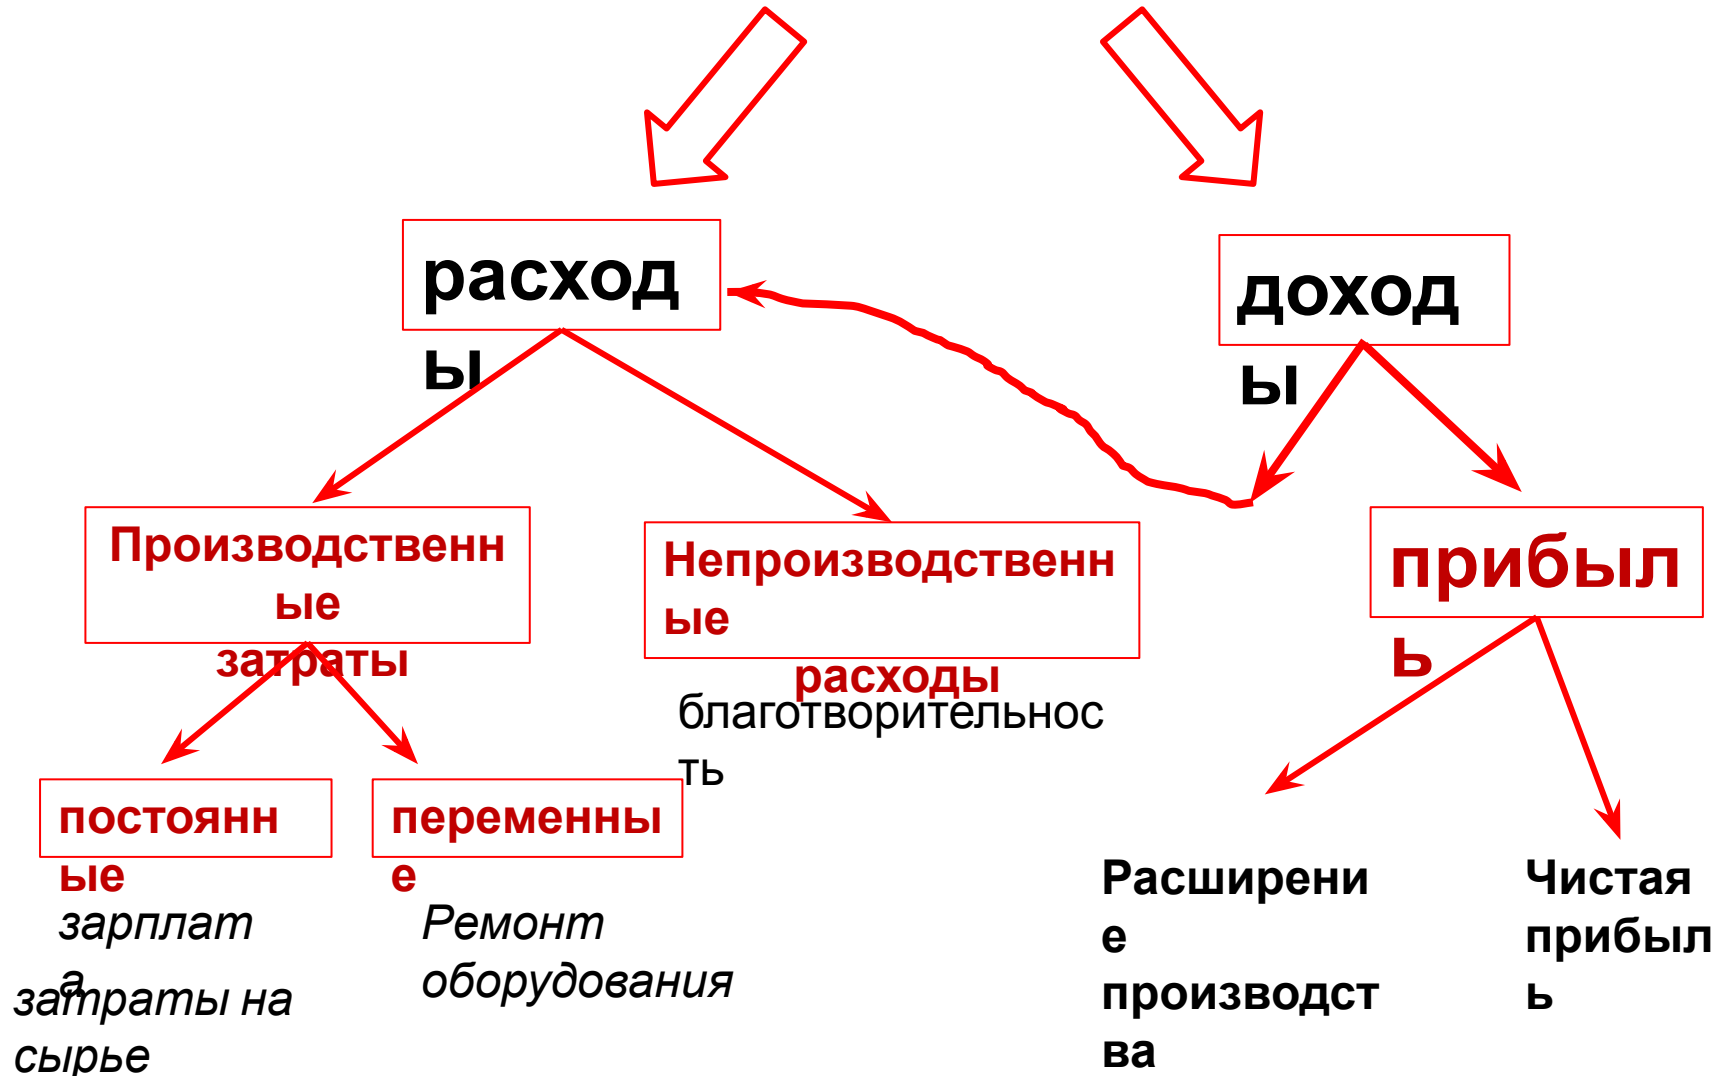 расход
ы
доход
ы
Производственн
ые
затраты
Непроизводственн
ые
расходы
благотворительнос
ть
прибыл
ь
постоянн
ые
зарплат
а
затраты на
сырье
переменны
е
Ремонт
оборудования
Расширени
е
производст
ва
Чистая
прибыл
ь